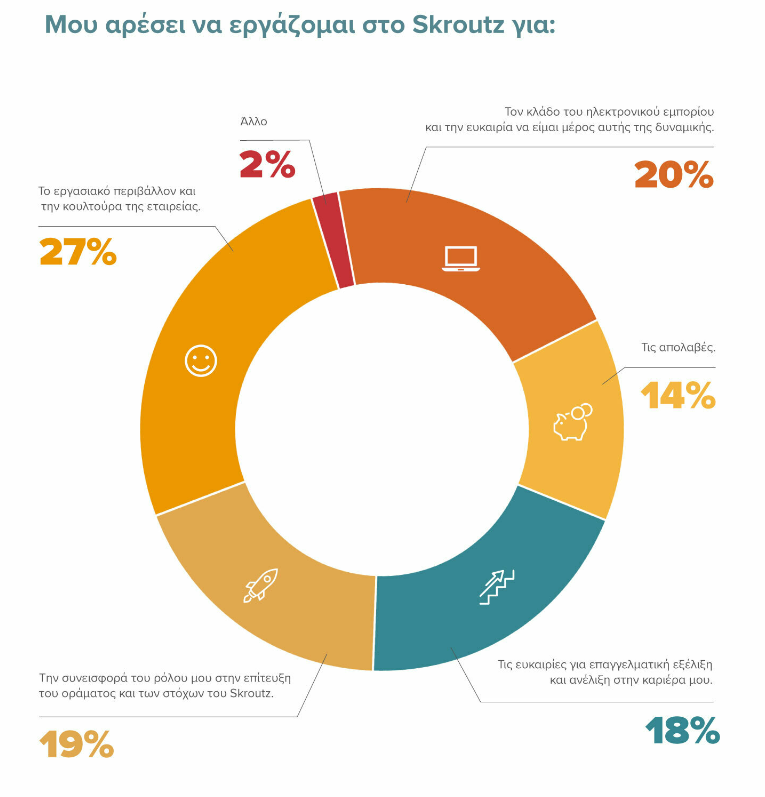 Μου αρέσει να εργάζομαι στο Skroutz για:
Άλλο
2%
Τον κλάδο του ηλεκτρονικού εμπορίου
και την ευκαιρία να είμαι μέρος αυτής της δυναμικής.
20%
Το εργασιακό περιβάλλον και
την κουλτούρα της εταιρείας.
27%
Τις απολαβές.
14%
Τις ευκαιρίες για επαγγελματική εξέλιξη
και ανέλιξη στην καριέρα μου.
18%
Την συνεισφορά του ρόλου μου στην επίτευξη
του οράματος και των στόχων του Skroutz.
19%